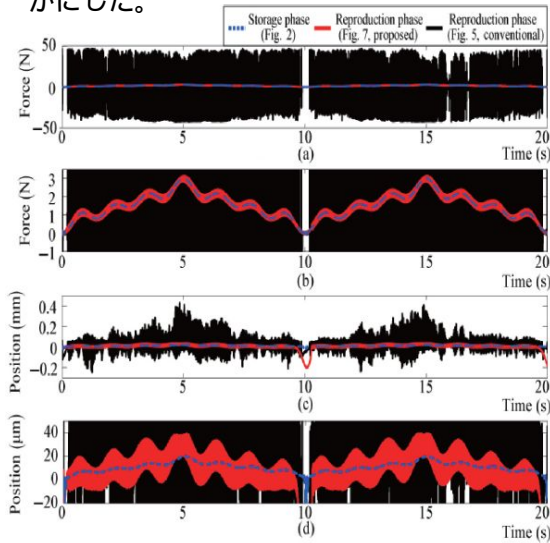 かにした。
Storage phase (Fig. 2)
Reproduction phase (Fig. 7, proposed)
Reproduction phase (Fig. 5, conventional)
Force (N)
50
0
−50
0
5
10
15
20
(a)
Time (s)
Force (N)
3
2
1
0
−1
0
5
10
15
20
(b)
Time (s)
Position (mm)
0.4
0.2
0
−0.2
0
5
10
15
20
(c)
Time (s)
Position (μm)
40
20
0
−20
0
5
10
15
20
(d)
Time (s)